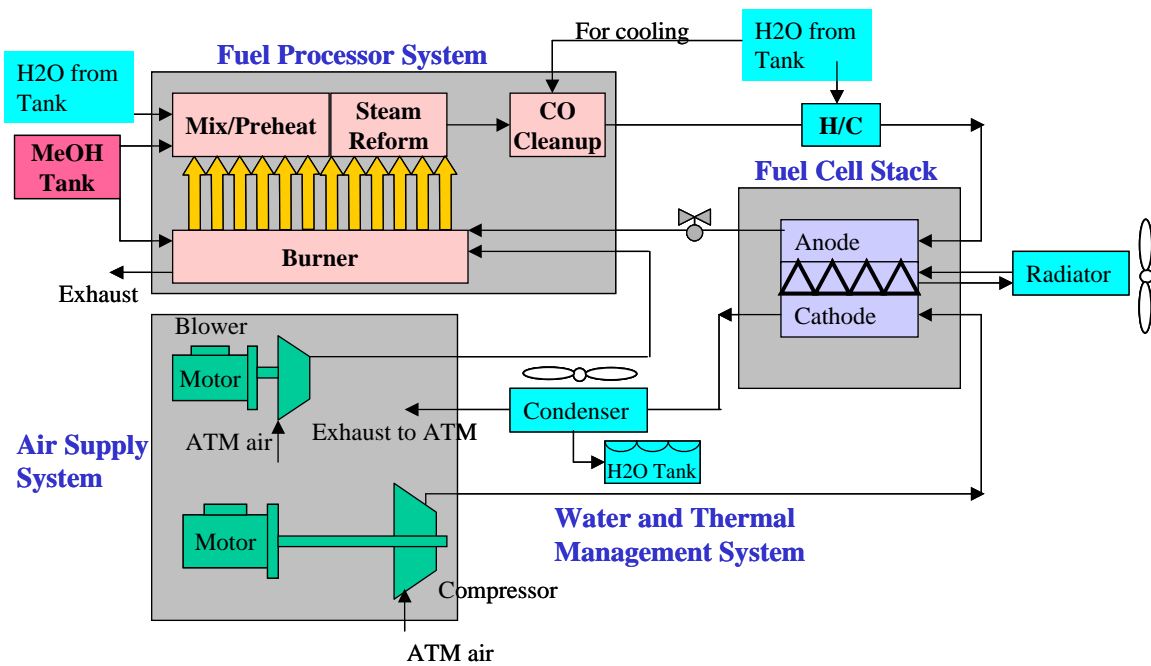 For cooling
H2O from
Tank
Fuel Processor System
H2O from
Tank
Mix/Preheat
Steam
Reform
CO
Cleanup
H/C
MeOH
Tank
Fuel Cell Stack
Burner
Anode
Exhaust
Radiator
Cathode
Blower
Motor
Condenser
ATM air
Exhaust to ATM
Air Supply
System
H2O Tank
Motor
Water and Thermal
Management System
Compressor
ATM air